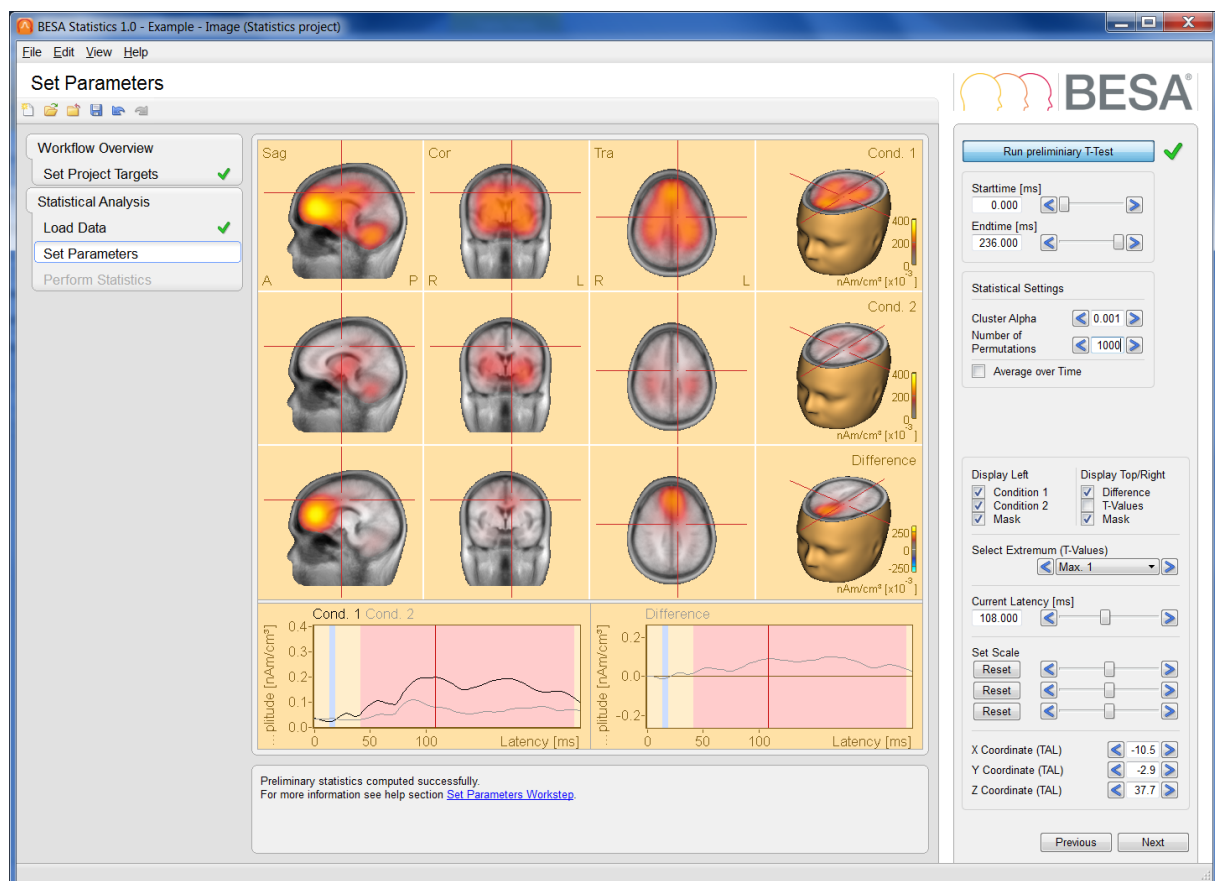 BESA Statistics 1.0 - Example - Image (Statistics project)
File Edit View Help
Set Parameters
BESA®
Workflow Overview
Set Project Targets
Statistical Analysis
Load Data
Set Parameters
Perform Statistics
Sag
A P
Cor
R L
Tra
R L
Cond. 1
400
200
0
nAm/cm³ [x10-3]
Cond. 2
400
200
0
nAm/cm³ [x10-3]
Difference
250
0
-250
nAm/cm³ [x10-3]
Cond. 1 Cond. 2
...plitude [nAm/cm³]
0.4
0.3
0.2
0.1
0.0
0 50 100 Latency [ms]
Difference
...plitude [nAm/cm³]
0.2
0.0
-0.2
0 50 100 Latency [ms]
Preliminary statistics computed successfully.
For more information see help section Set Parameters Workstep.
Run preliminiary T-Test
Starttime [ms]
0.000
Endtime [ms]
236.000
Statistical Settings
Cluster Alpha 0.001
Number of
Permutations 1000
Average over Time
Display Left Display Top/Right
Condition 1 Difference
Condition 2 T-Values
Mask Mask
Select Extremum (T-Values)
Max. 1
Current Latency [ms]
108.000
Set Scale
Reset
Reset
Reset
X Coordinate (TAL) -10.5
Y Coordinate (TAL) -2.9
Z Coordinate (TAL) 37.7
Previous Next